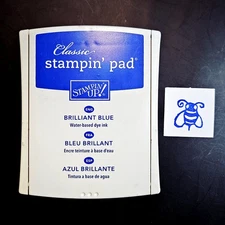 Classic
stampin' pad®
STAMPIN'
UP!
ENG
BRILLIANT BLUE
Water-based dye ink
FRA
BLEU BRILLANT
Encre teinture à base d'eau
ESP
AZUL BRILLANTE
Tintura a base de agua